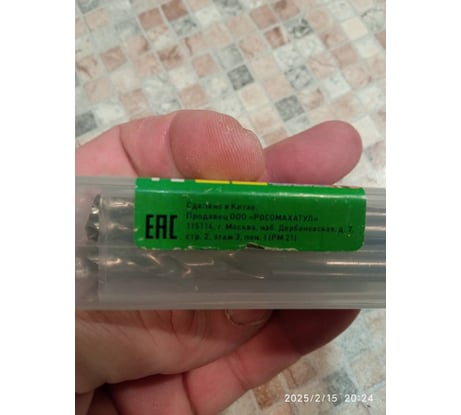 Сделано в Китае.
Продавец ООО «РОСОМАХАТУЛ»
115114, г. Москва, наб. Дербеневская, д. 7,
стр. 2, этаж 3, пом. I (РМ 21)
EAC
2025/2/15 20:24